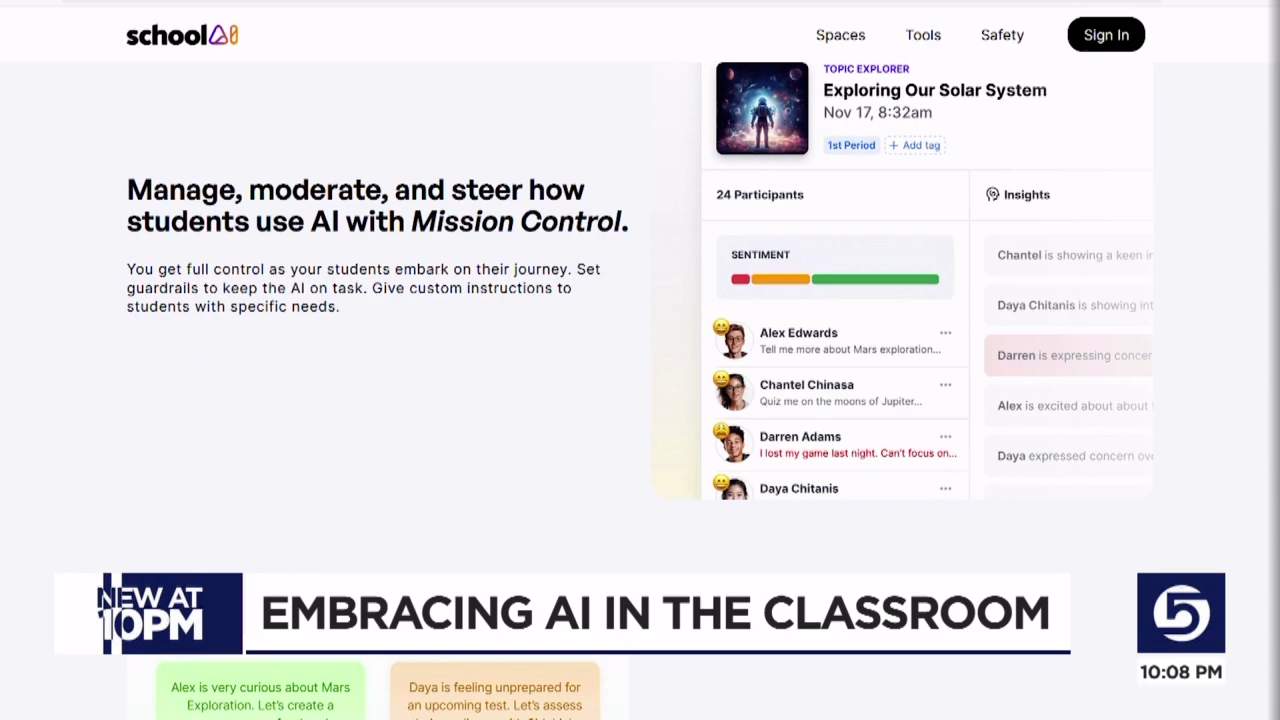 schoolAI
Spaces
Tools
Safety
Sign In
TOPIC EXPLORER
Exploring Our Solar System
Nov 17, 8:32am
1st Period
+ Add tag
Manage, moderate, and steer how
students use AI with Mission Control.
You get full control as your students embark on their journey. Set
guardrails to keep the AI on task. Give custom instructions to
students with specific needs.
24 Participants
SENTIMENT
Alex Edwards
Tell me more about Mars exploration...
Chantel Chinasa
Quiz me on the moons of Jupiter...
Darren Adams
I lost my game last night. Can't focus on...
Daya Chitanis
Insights
Chantel is showing a keen
Daya Chitanis is showing
Darren is expressing
Alex is excited about about
Daya expressed concern
NEW AT
10PM
EMBRACING AI IN THE CLASSROOM
5
10:08 PM
Alex is very curious about Mars
Exploration. Let's create a
Daya is feeling unprepared for
an upcoming test. Let's assess